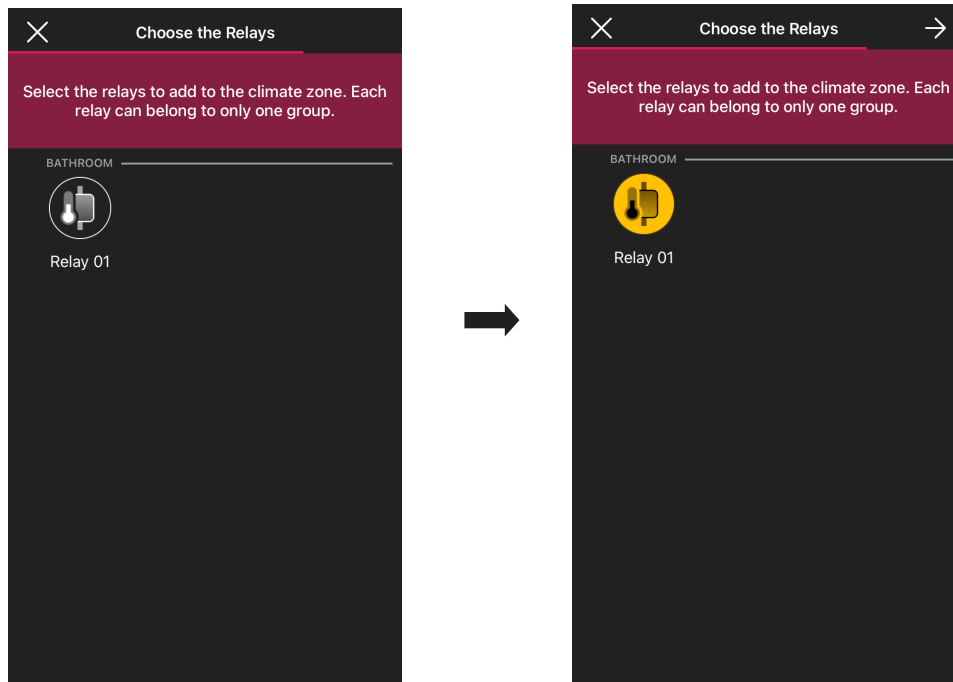 Choose the Relays
Select the relays to add to the climate zone. Each
relay can belong to only one group.
BATHROOM
Relay 01
Choose the Relays
Select the relays to add to the climate zone. Each
relay can belong to only one group.
BATHROOM
Relay 01